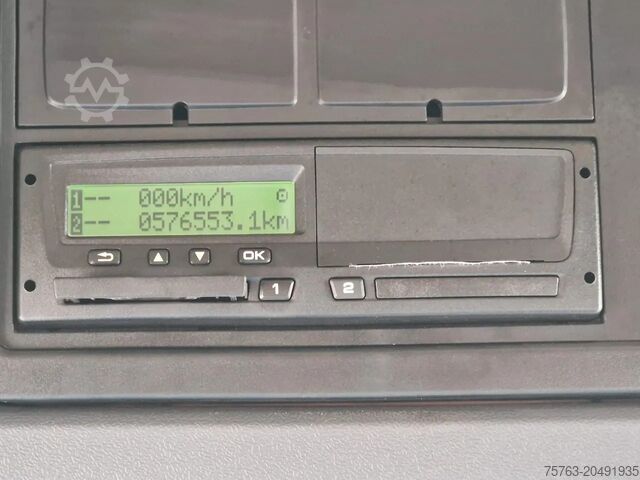 1 -- 000km/h
2 -- 0576553.1km
OK
1 2
75763-20491935